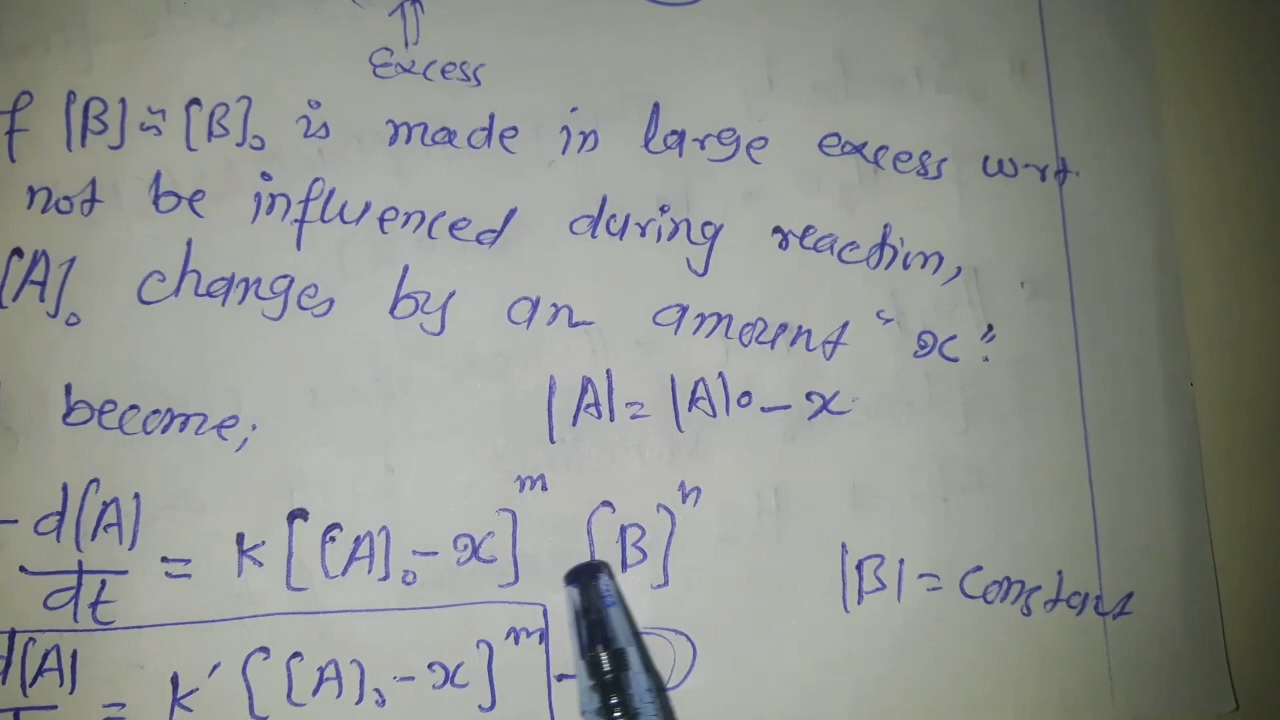 Excess
f [B] ≈ [B]₀ is made in large excess w.r.t.
not be influenced during reaction,
[A]₀ changes by an amount "x"
become; |A| = |A|₀ - x
-d[A]/dt = K [[A]₀ - x]^m [B]^n |B| = Constant
d[A] = K' [[A]₀ - x]^m